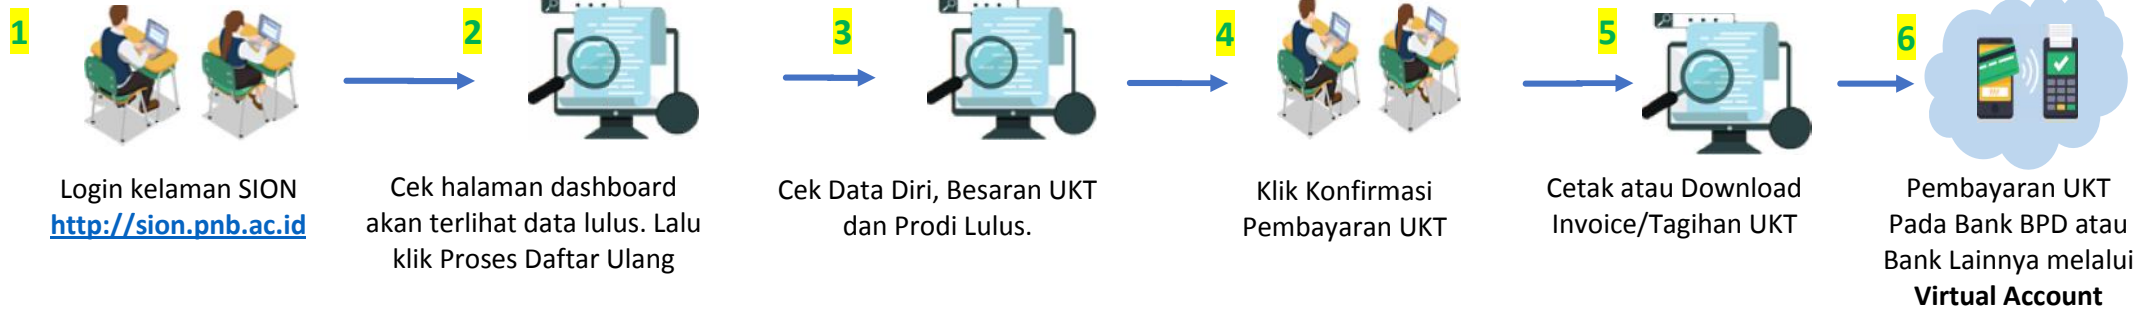 1
Login kelaman SION
http://sion.pnb.ac.id
2
Cek halaman dashboard
akan terlihat data lulus. Lalu
klik Proses Daftar Ulang
3
Cek Data Diri, Besaran UKT
dan Prodi Lulus.
4
Klik Konfirmasi
Pembayaran UKT
5
Cetak atau Download
Invoice/Tagihan UKT
6
Pembayaran UKT
Pada Bank BPD atau
Bank Lainnya melalui
Virtual Account